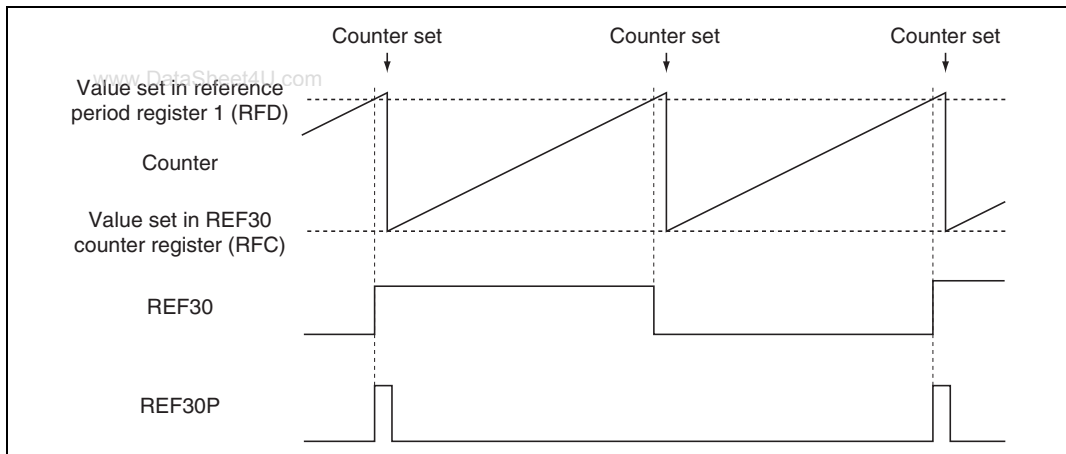 Counter set Counter set Counter set
www.DataSheet4U.com
Value set in reference
period register 1 (RFD)
Counter
Value set in REF30
counter register (RFC)
REF30
REF30P